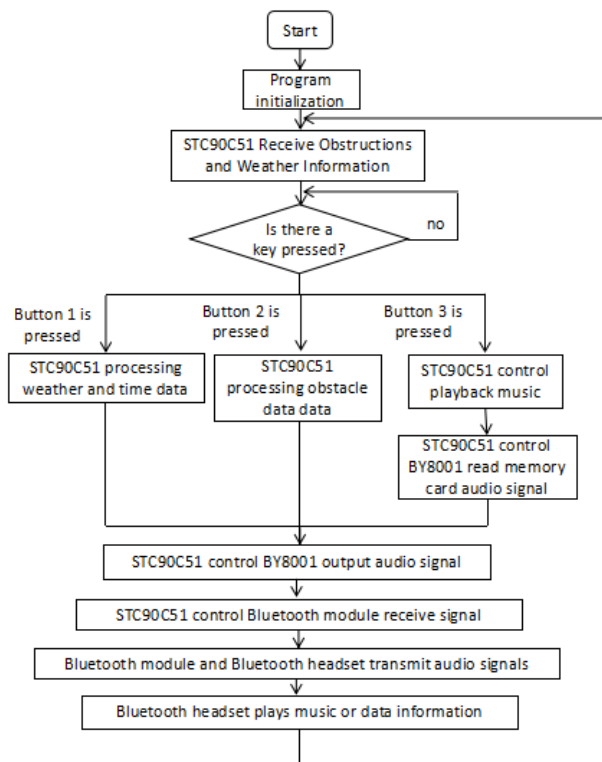 Start
Program
initialization
STC90C51 Receive Obstructions
and Weather Information
Is there a
key pressed?
no
Button 1 is
pressed
Button 2 is
pressed
Button 3 is
pressed
STC90C51 processing
weather and time data
STC90C51
processing obstacle
data data
STC90C51 control
playback music
STC90C51 control
BY8001 read memory
card audio signal
STC90C51 control BY8001 output audio signal
STC90C51 control Bluetooth module receive signal
Bluetooth module and Bluetooth headset transmit audio signals
Bluetooth headset plays music or data information